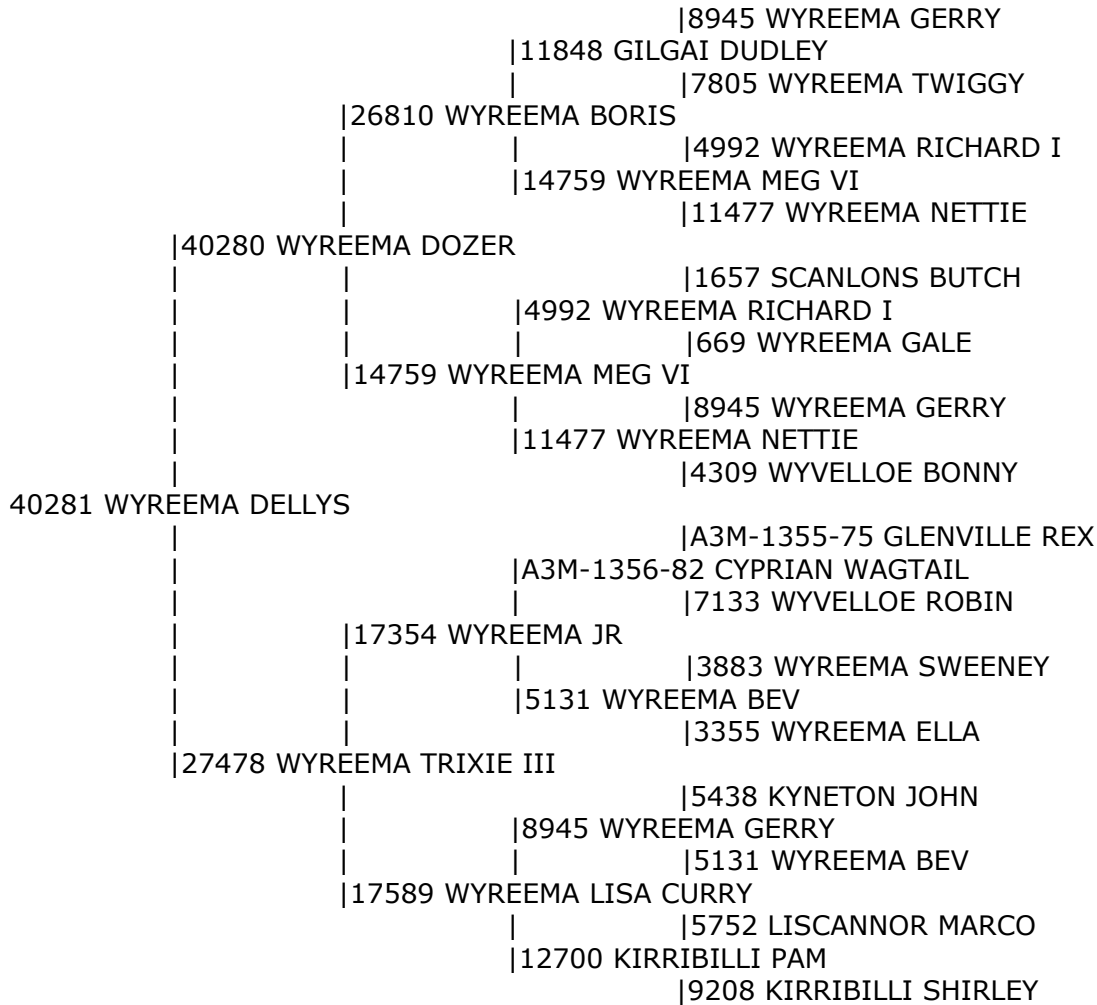 |8945 WYREEMA GERRY
|11848 GILGAI DUDLEY
| |7805 WYREEMA TWIGGY
|26810 WYREEMA BORIS
| | |4992 WYREEMA RICHARD I
| |14759 WYREEMA MEG VI
| |11477 WYREEMA NETTIE
|40280 WYREEMA DOZER
| | |1657 SCANLONS BUTCH
| | |4992 WYREEMA RICHARD I
| | | |669 WYREEMA GALE
| |14759 WYREEMA MEG VI
| | |8945 WYREEMA GERRY
| |11477 WYREEMA NETTIE
| |4309 WYVELLOE BONNY
40281 WYREEMA DELLYS
| |A3M-1355-75 GLENVILLE REX
| |A3M-1356-82 CYPRIAN WAGTAIL
| | |7133 WYVELLOE ROBIN
| |17354 WYREEMA JR
| | | |3883 WYREEMA SWEENEY
| | |5131 WYREEMA BEV
| | |3355 WYREEMA ELLA
|27478 WYREEMA TRIXIE III
| |5438 KYNETON JOHN
| |8945 WYREEMA GERRY
| | |5131 WYREEMA BEV
|17589 WYREEMA LISA CURRY
| |5752 LISCANNOR MARCO
|12700 KIRRIBILLI PAM
|9208 KIRRIBILLI SHIRLEY